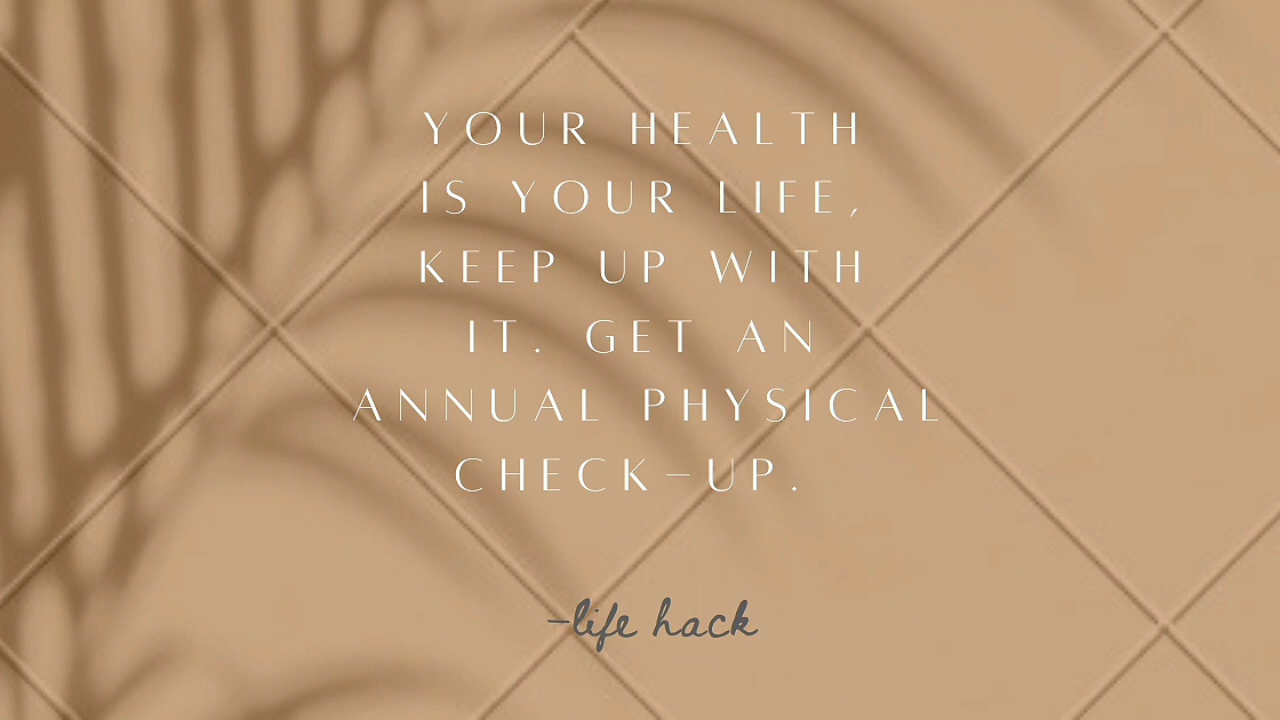 YOUR HEALTH
IS YOUR LIFE,
KEEP UP WITH
IT. GET AN
ANNUAL PHYSICAL
CHECK-UP.
-life hack